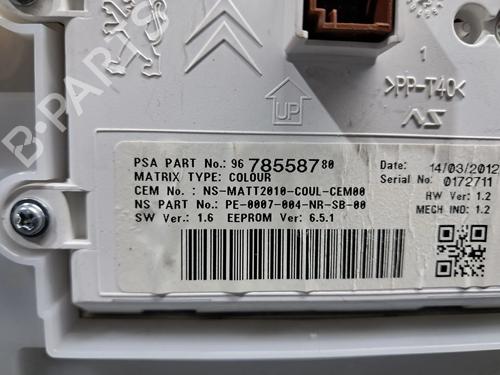 1
>PP-T40<
NS
UP
B-PARTS
PSA PART No.: 96 785587 80
MATRIX TYPE: COLOUR
CEM No. : NS-MATT2010-COUL-CEM00
NS PART No.: PE-0007-004-NR-SB-00
SW Ver.: 1.6 EEPROM Ver: 6.5.1
Date: 14/03/2012
Serial No: 0172711
HW Ver: 1.2
MECH IND: 1.2